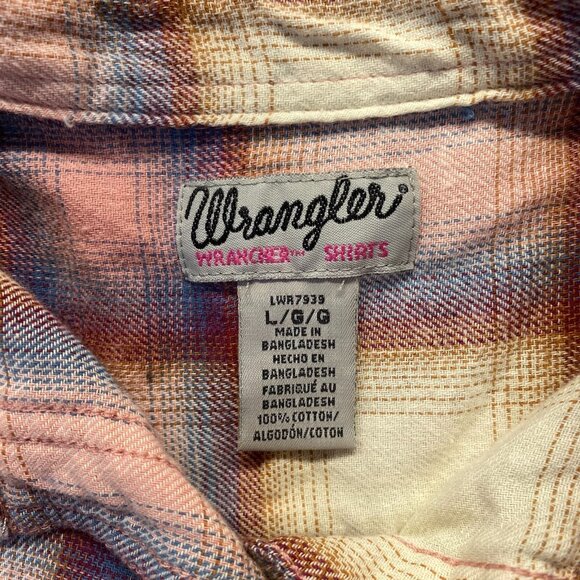 Wrangler®
WRANCHER™ SHIRTS
LWR7939
L/G/G
MADE IN
BANGLADESH
HECHO EN
BANGLADESH
FABRIQUÉ AU
BANGLADESH
100% COTTON/
ALGODÓN/COTON